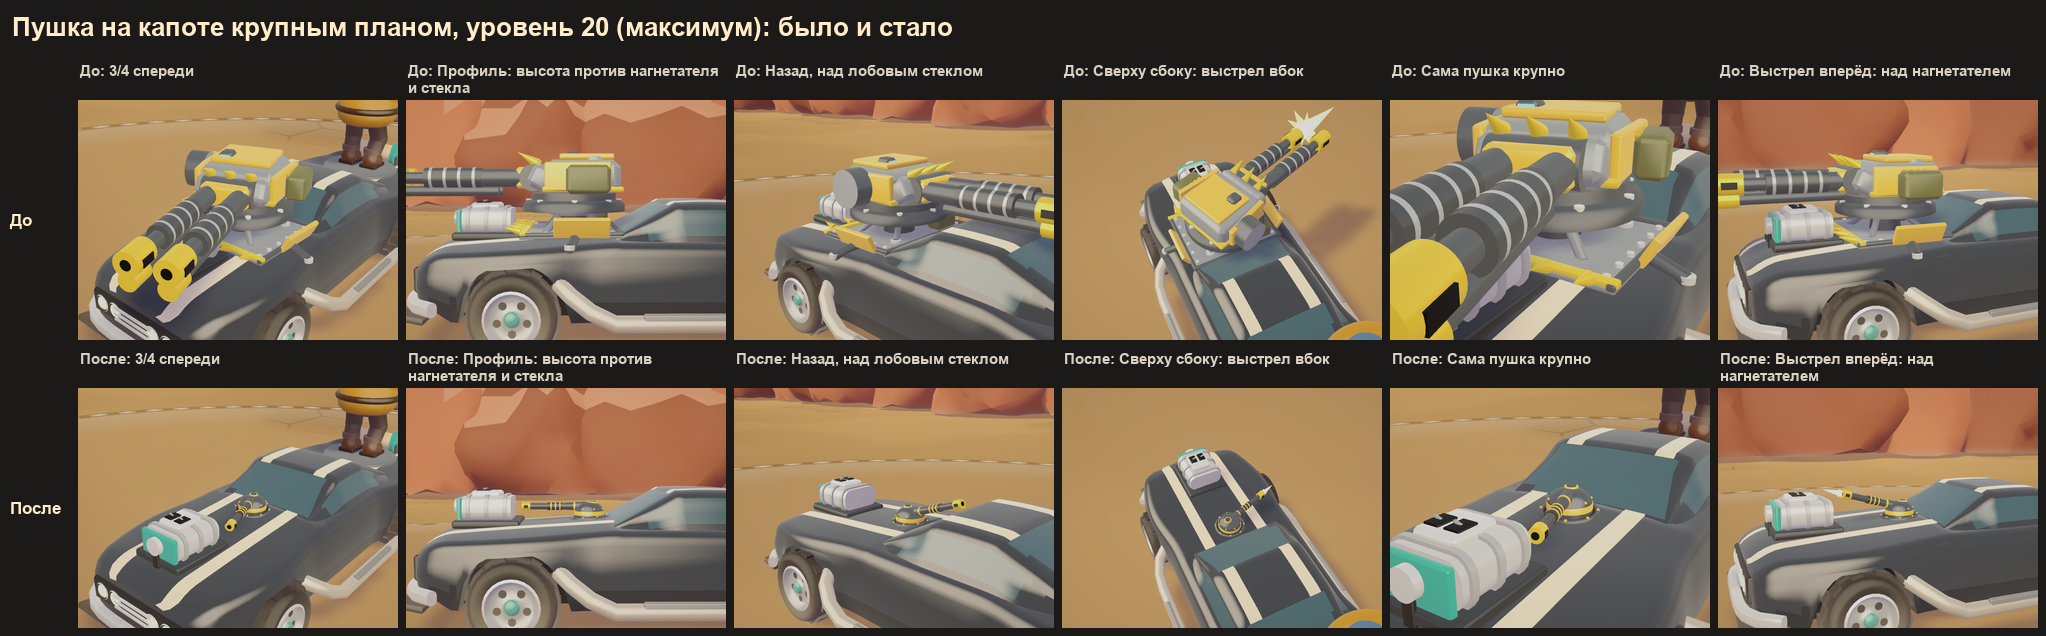 Пушка на капоте крупным планом, уровень 20 (максимум): было и стало
До: 3/4 спереди
До: Профиль: высота против нагнетателя
и стекла
До: Назад, над лобовым стеклом
До: Сверху сбоку: выстрел вбок
До: Сама пушка крупно
До: Выстрел вперёд: над нагнетателем
До
После: 3/4 спереди
После: Профиль: высота против
нагнетателя и стекла
После: Назад, над лобовым стеклом
После: Сверху сбоку: выстрел вбок
После: Сама пушка крупно
После: Выстрел вперёд: над
нагнетателем
После